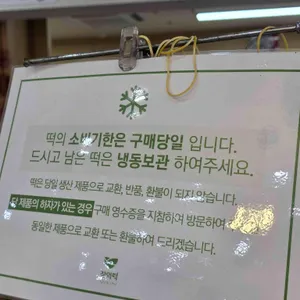 떡의 소비기한은 구매당일 입니다.
드시고 남은 떡은 냉동보관 하여주세요.
떡은 당일 생산 제품으로 교환, 반품, 환불이 되지 않습니다.
단 제품의 하자가 있는 경우 구매 영수증을 지참하여 방문하여
동일한 제품으로 교환 또는 환불하여 드리겠습니다.